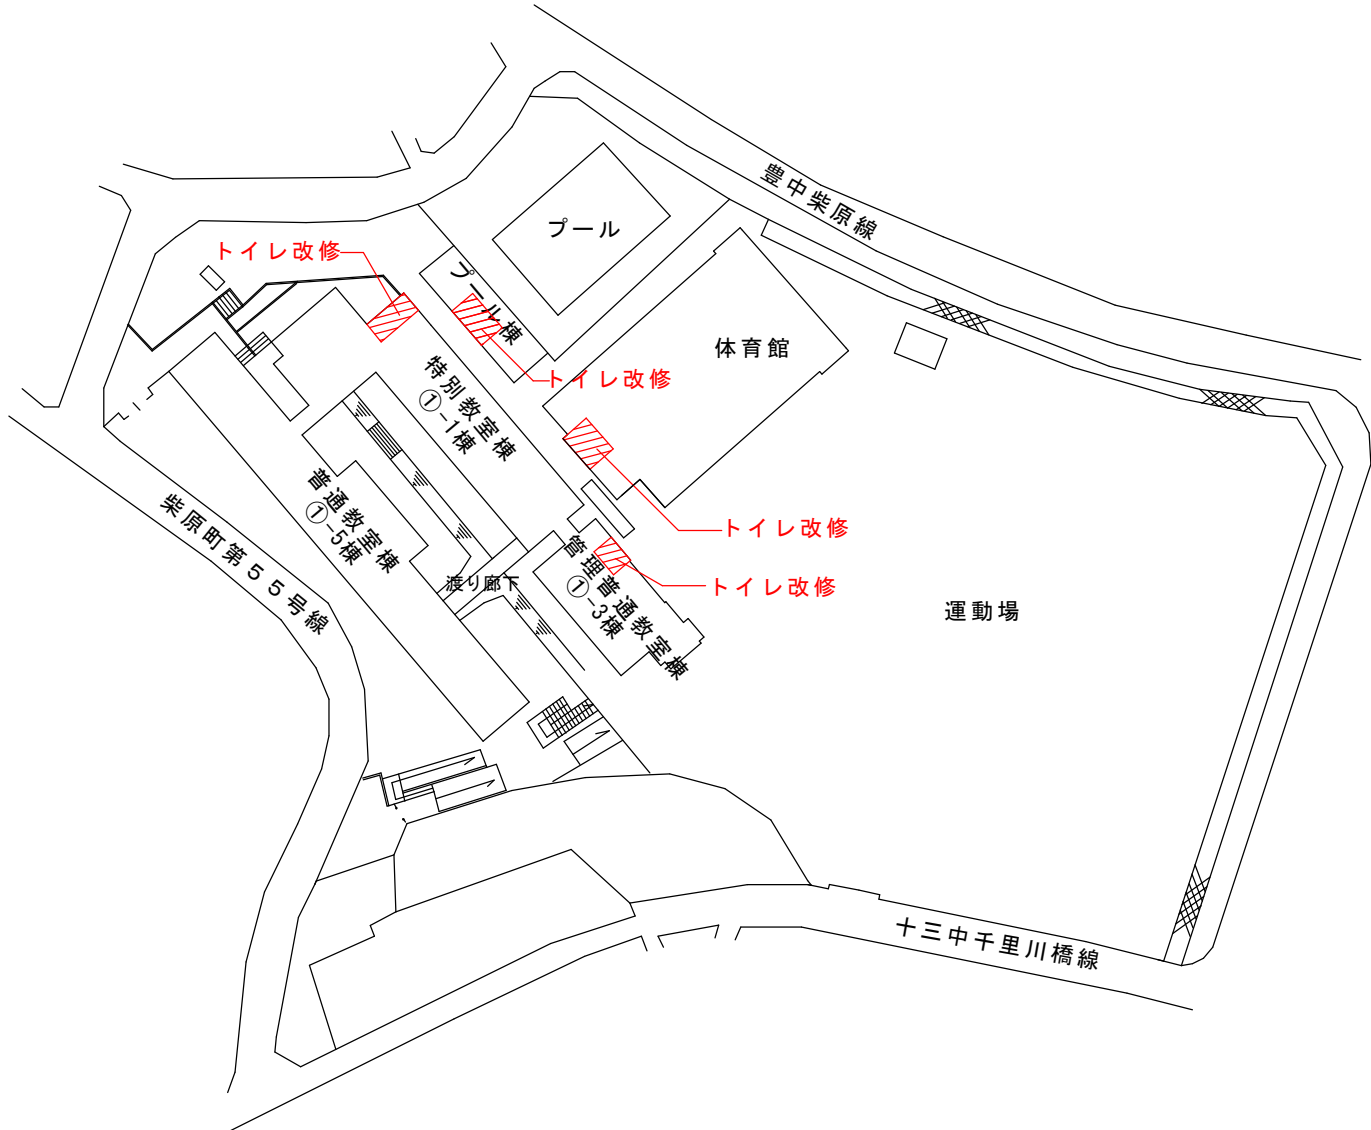 豊中柴原線
プール
トイレ改修
プール棟
体育館
トイレ改修
特別教室棟
①-1棟
普通教室棟
①-5棟
柴原町第５５号線
トイレ改修
管理普通教室棟
①-3棟
トイレ改修
渡り廊下
運動場
十三中千里川橋線